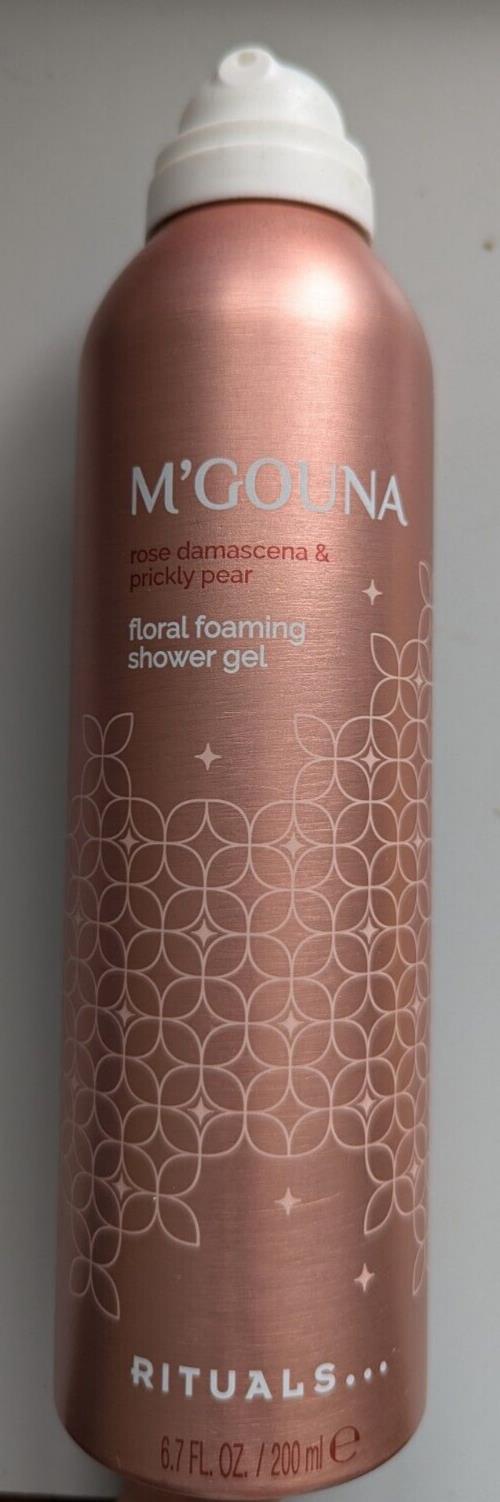 M'GOUNA
rose damascena &
prickly pear
floral foaming
shower gel
RITUALS...
6.7 FL. OZ. / 200 ml ℮